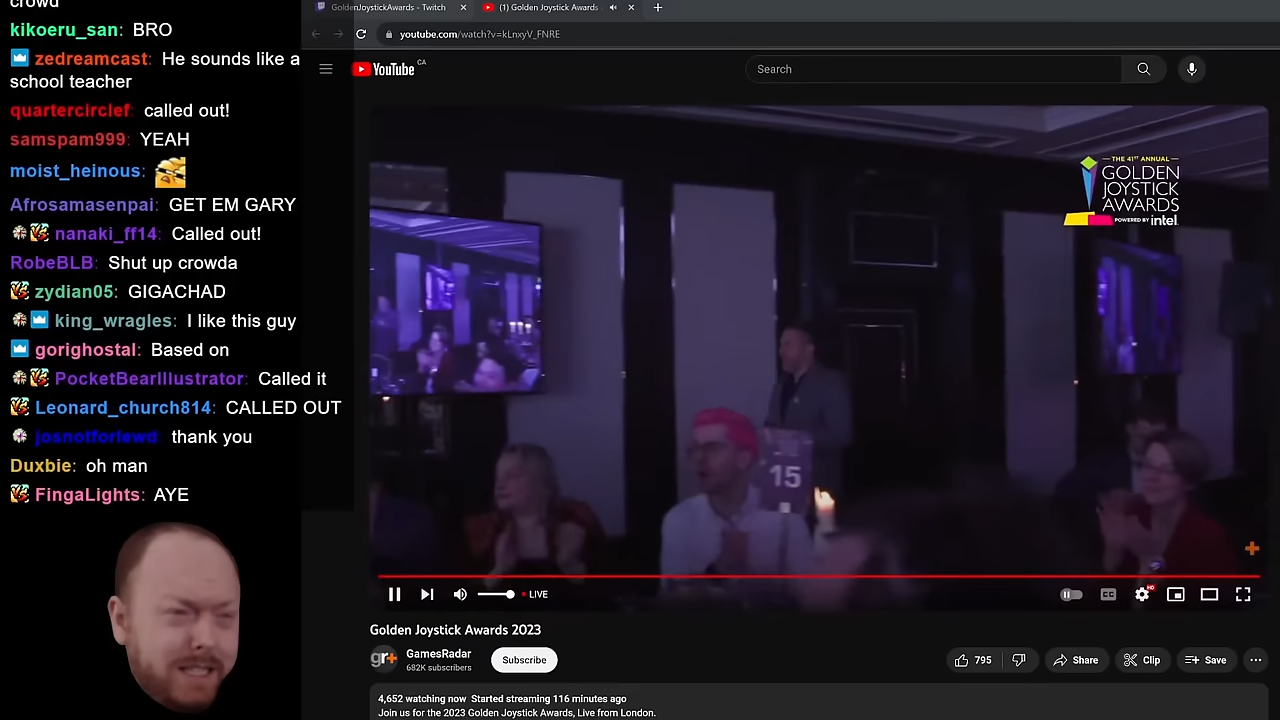 crowd
kikoeru_san: BRO
zedreamcast: He sounds like a
school teacher
quartercirclef: called out!
samspam999: YEAH
moist_heinous:
Afrosamasenpai: GET EM GARY
nanaki_ff14: Called out!
RobeBLB: Shut up crowda
zydian05: GIGACHAD
king_wragles: I like this guy
gorighostal: Based on
PocketBearIllustrator: Called it
Leonard_church814: CALLED OUT
josnotforlewd: thank you
Duxbie: oh man
FingaLights: AYE
GoldenJoystickAwards - Twitch
(1) Golden Joystick Awards
youtube.com/watch?v=kLnxyV_FNRE
YouTube CA
Search
THE 41ST ANNUAL
GOLDEN
JOYSTICK
AWARDS
POWERED BY intel.
15
LIVE
CC
HD
Golden Joystick Awards 2023
gr+
GamesRadar
682K subscribers
Subscribe
795
Share
Clip
Save
4,652 watching now Started streaming 116 minutes ago
Join us for the 2023 Golden Joystick Awards, Live from London.